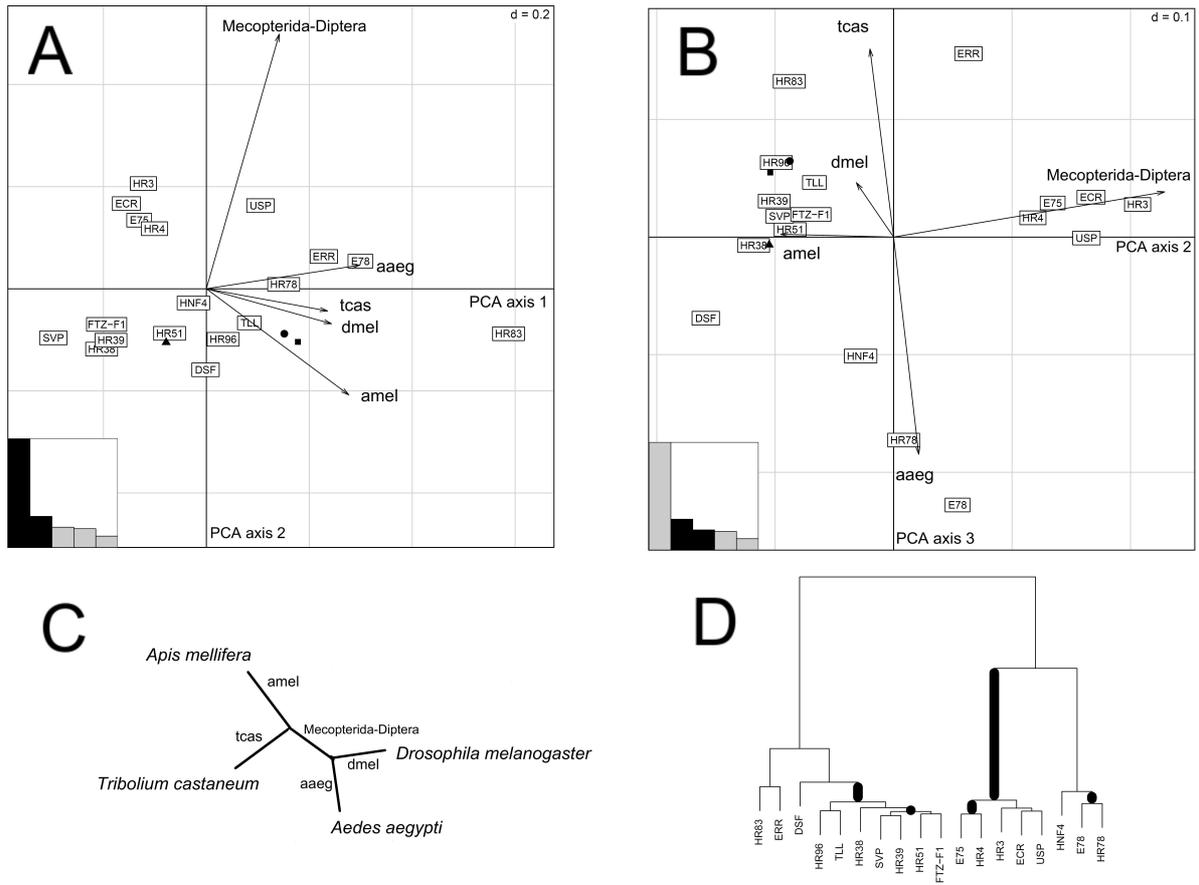 A
Mecopterida-Diptera
d = 0.2
HR3
ECR
USP
E75
HR4
ERR
E78
aaeg
HR78
PCA axis 1
HNF4
tcas
FTZ-F1
TLL
dmel
SVP
HR39
HR51
HR96
HR83
HR38
DSF
amel
PCA axis 2
B
tcas
d = 0.1
ERR
HR83
HR96
dmel
TLL
Mecopterida-Diptera
HR39
E75
ECR
HR3
SVP
FTZ-F1
HR4
HR51
USP
HR38
amel
PCA axis 2
DSF
HNF4
HR78
aaeg
E78
PCA axis 3
C
Apis mellifera
amel
tcas
Mecopterida-Diptera
Drosophila melanogaster
dmel
Tribolium castaneum
aaeg
Aedes aegypti
D
HR83
ERR
DSF
HR96
TLL
HR38
SVP
HR39
HR51
FTZ-F1
E75
HR4
HR3
ECR
USP
HNF4
E78
HR78